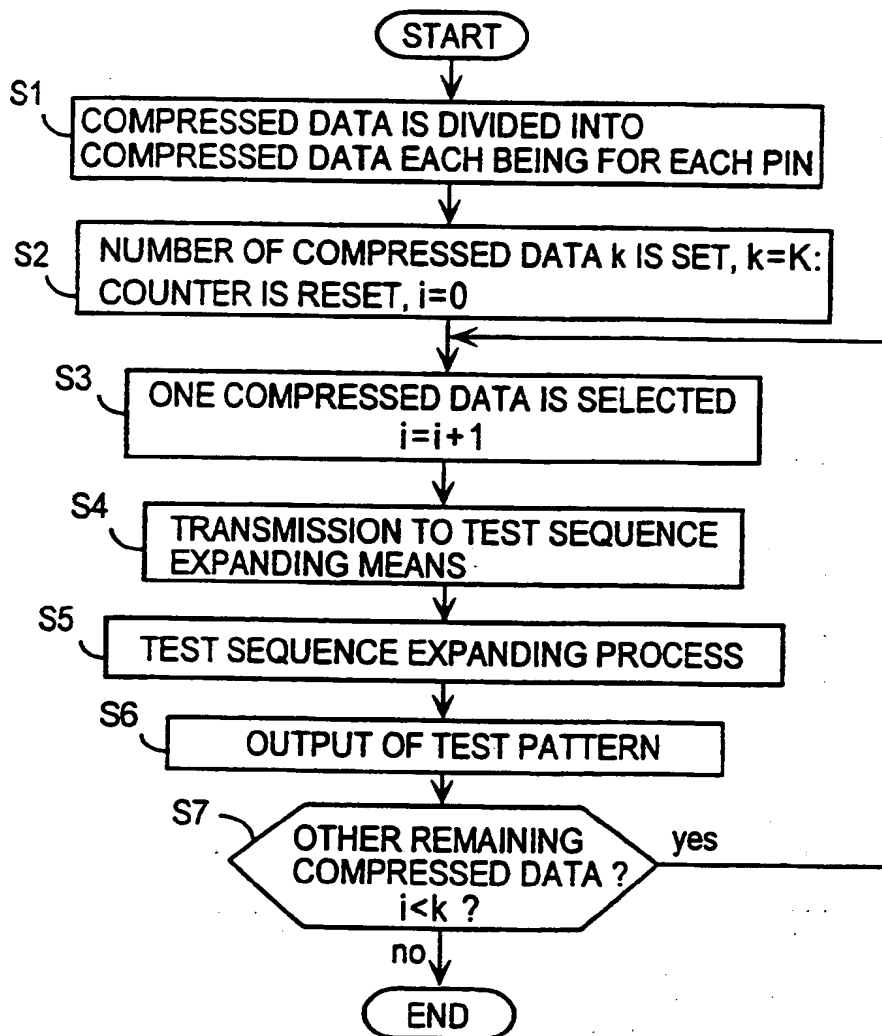 START
S1
COMPRESSED DATA IS DIVIDED INTO
COMPRESSED DATA EACH BEING FOR EACH PIN
S2
NUMBER OF COMPRESSED DATA k IS SET, k=K:
COUNTER IS RESET, i=0
S3
ONE COMPRESSED DATA IS SELECTED
i=i+1
S4
TRANSMISSION TO TEST SEQUENCE
EXPANDING MEANS
S5
TEST SEQUENCE EXPANDING PROCESS
S6
OUTPUT OF TEST PATTERN
S7
OTHER REMAINING
COMPRESSED DATA ?
i<k ?
yes
no
END